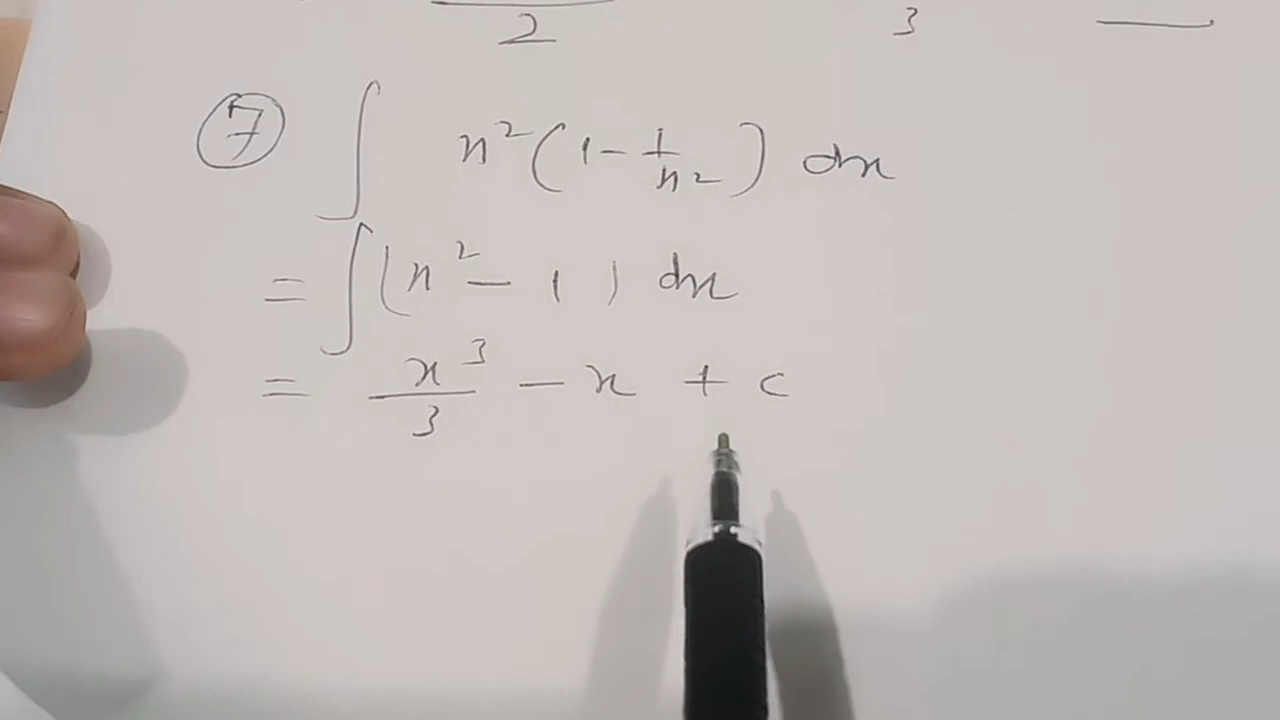 2 3
⑦ ∫ x²(1 - 1/x²) dx
= ∫(x² - 1) dx
= x³/3 - x + c